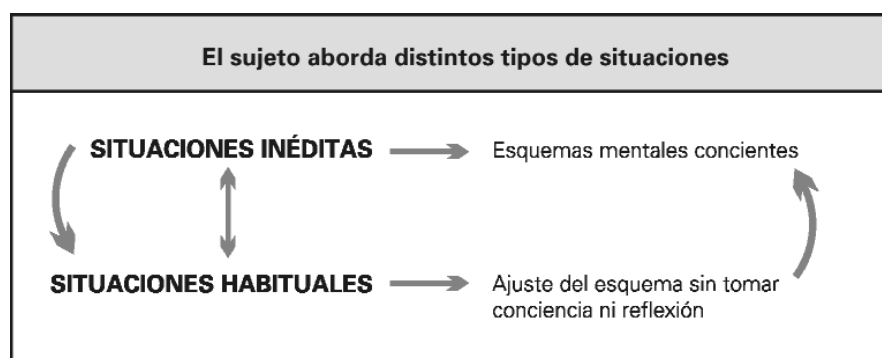 El sujeto aborda distintos tipos de situaciones
SITUACIONES INÉDITAS
Esquemas mentales concientes
SITUACIONES HABITUALES
Ajuste del esquema sin tomar
conciencia ni reflexión